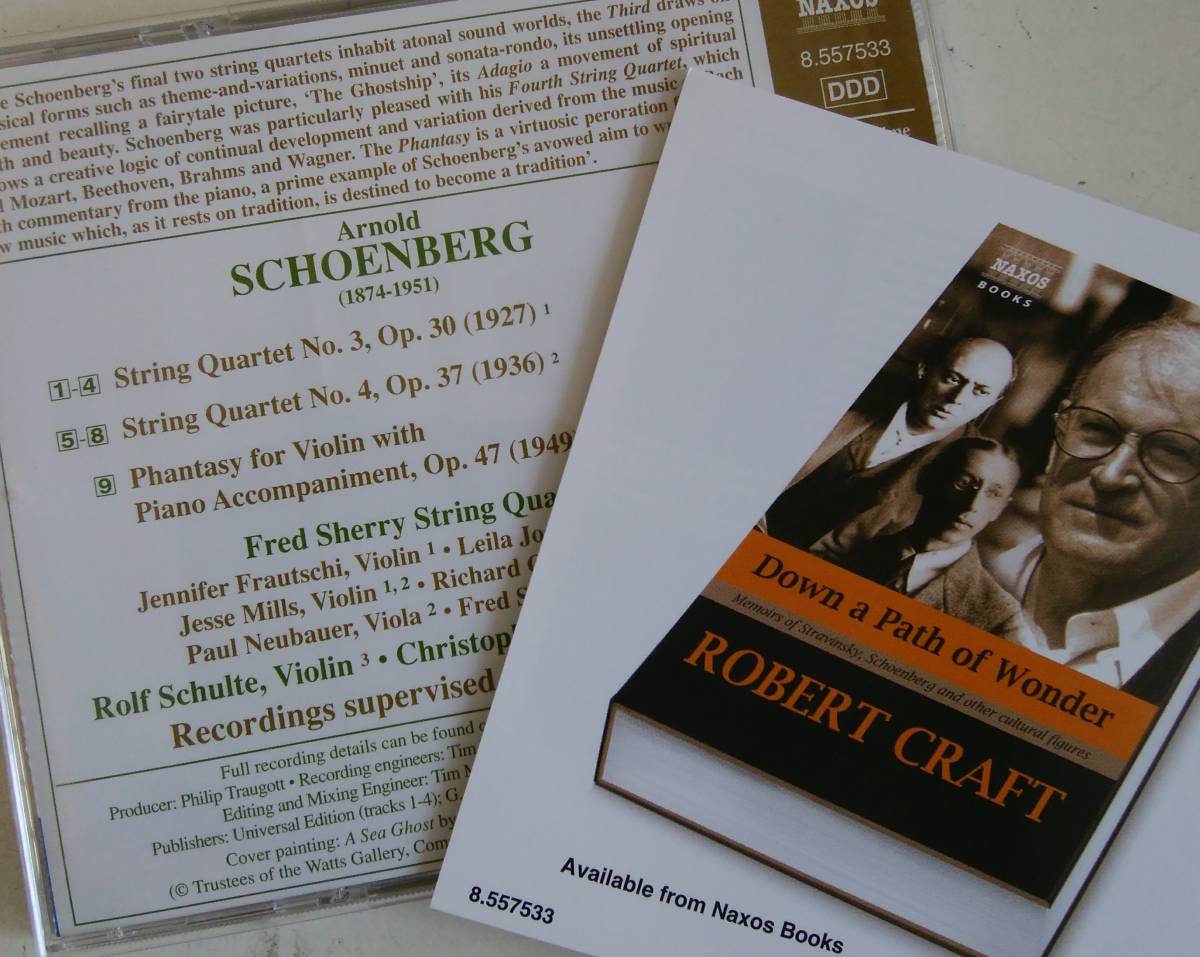 Schoenberg's final two string quartets inhabit atonal sound worlds, the Third draws
forms such as theme-and-variations, minuet and sonata-rondo, its unsettling opening
recalling a fairytale picture, 'The Ghostship', its Adagio a movement of spiritual
and beauty. Schoenberg was particularly pleased with his Fourth String Quartet, which
a creative logic of continual development and variation derived from the music
Mozart, Beethoven, Brahms and Wagner. The Phantasy is a virtuosic peroration
commentary from the piano, a prime example of Schoenberg's avowed aim to
music which, as it rests on tradition, is destined to become a tradition'.
Arnold
SCHOENBERG
(1874-1951)
1-4 String Quartet No. 3, Op. 30 (1927) 1
5-8 String Quartet No. 4, Op. 37 (1936) 2
9 Phantasy for Violin with
Piano Accompaniment, Op. 47 (1949)
Fred Sherry String
Jennifer Frautschi, Violin 1 • Leila
Jesse Mills, Violin 1, 2 • Richard
Paul Neubauer, Viola 2 • Fred
Rolf Schulte, Violin 3 •
Recordings supervised
Full recording details can be found
Producer: Philip Traugott • Recording engineers: Tim
Editing and Mixing Engineer: Tim
Publishers: Universal Edition (tracks 1-4); G.
Cover painting: A Sea Ghost by
(© Trustees of the Watts Gallery,
NAXOS
8.557533
DDD
NAXOS
BOOKS
Down a Path of Wonder
Memoirs of Stravinsky, Schoenberg and other cultural figures
ROBERT CRAFT
Available from Naxos Books
8.557533